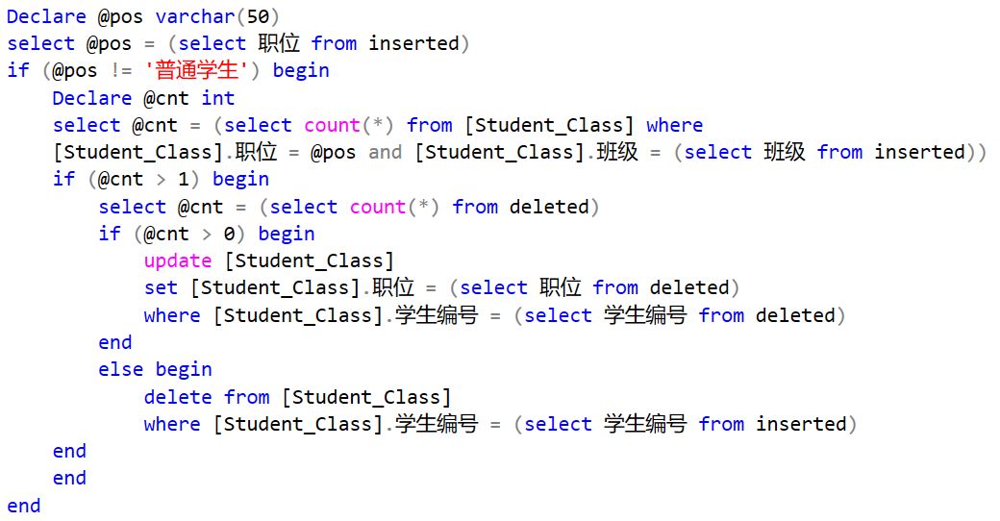 Declare @pos varchar(50)
select @pos = (select 职位 from inserted)
if (@pos != '普通学生') begin
    Declare @cnt int
    select @cnt = (select count(*) from [Student_Class] where
    [Student_Class].职位 = @pos and [Student_Class].班级 = (select 班级 from inserted))
    if (@cnt > 1) begin
        select @cnt = (select count(*) from deleted)
        if (@cnt > 0) begin
            update [Student_Class]
            set [Student_Class].职位 = (select 职位 from deleted)
            where [Student_Class].学生编号 = (select 学生编号 from deleted)
        end
        else begin
            delete from [Student_Class]
            where [Student_Class].学生编号 = (select 学生编号 from inserted)
    end
    end
end